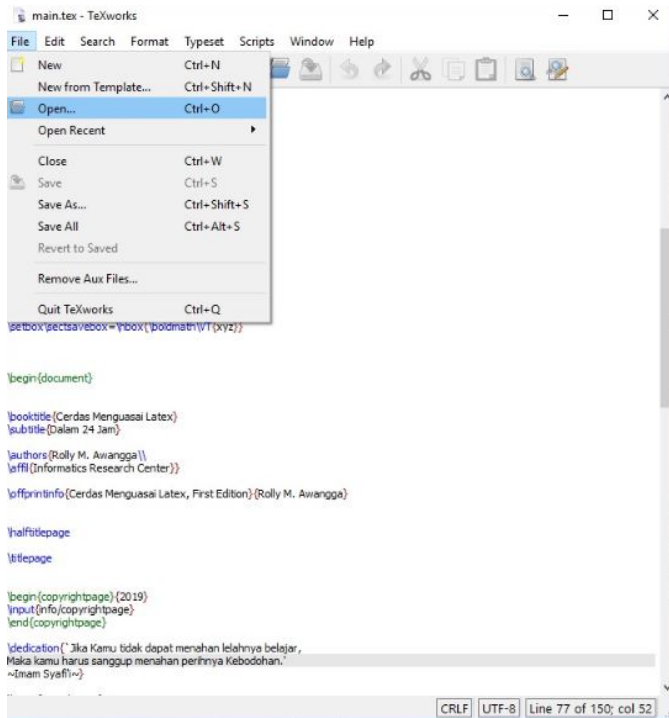 main.tex - TeXworks
File Edit Search Format Typeset Scripts Window Help
New Ctrl+N
New from Template... Ctrl+Shift+N
Open... Ctrl+O
Open Recent
Close Ctrl+W
Save Ctrl+S
Save As... Ctrl+Shift+S
Save All Ctrl+Alt+S
Revert to Saved
Remove Aux Files...
Quit TeXworks Ctrl+Q
\setbox\sectsavebox=\hbox{\boldmath\VT{xyz}}
\begin{document}
\booktitle{Cerdas Menguasai Latex}
\subtitle{Dalam 24 Jam}
\authors{Rolly M. Awangga\\
\affil{Informatics Research Center}}
\offprintinfo{Cerdas Menguasai Latex, First Edition}{Rolly M. Awangga}
\halftitlepage
\titlepage
\begin{copyrightpage}{2019}
\input{info/copyrightpage}
\end{copyrightpage}
\dedication{`Jika Kamu tidak dapat menahan lelahnya belajar,
Maka kamu harus sanggup menahan perihnya Kebodohan.'
~Imam Syafi'i~}
CRLF UTF-8 Line 77 of 150; col 52